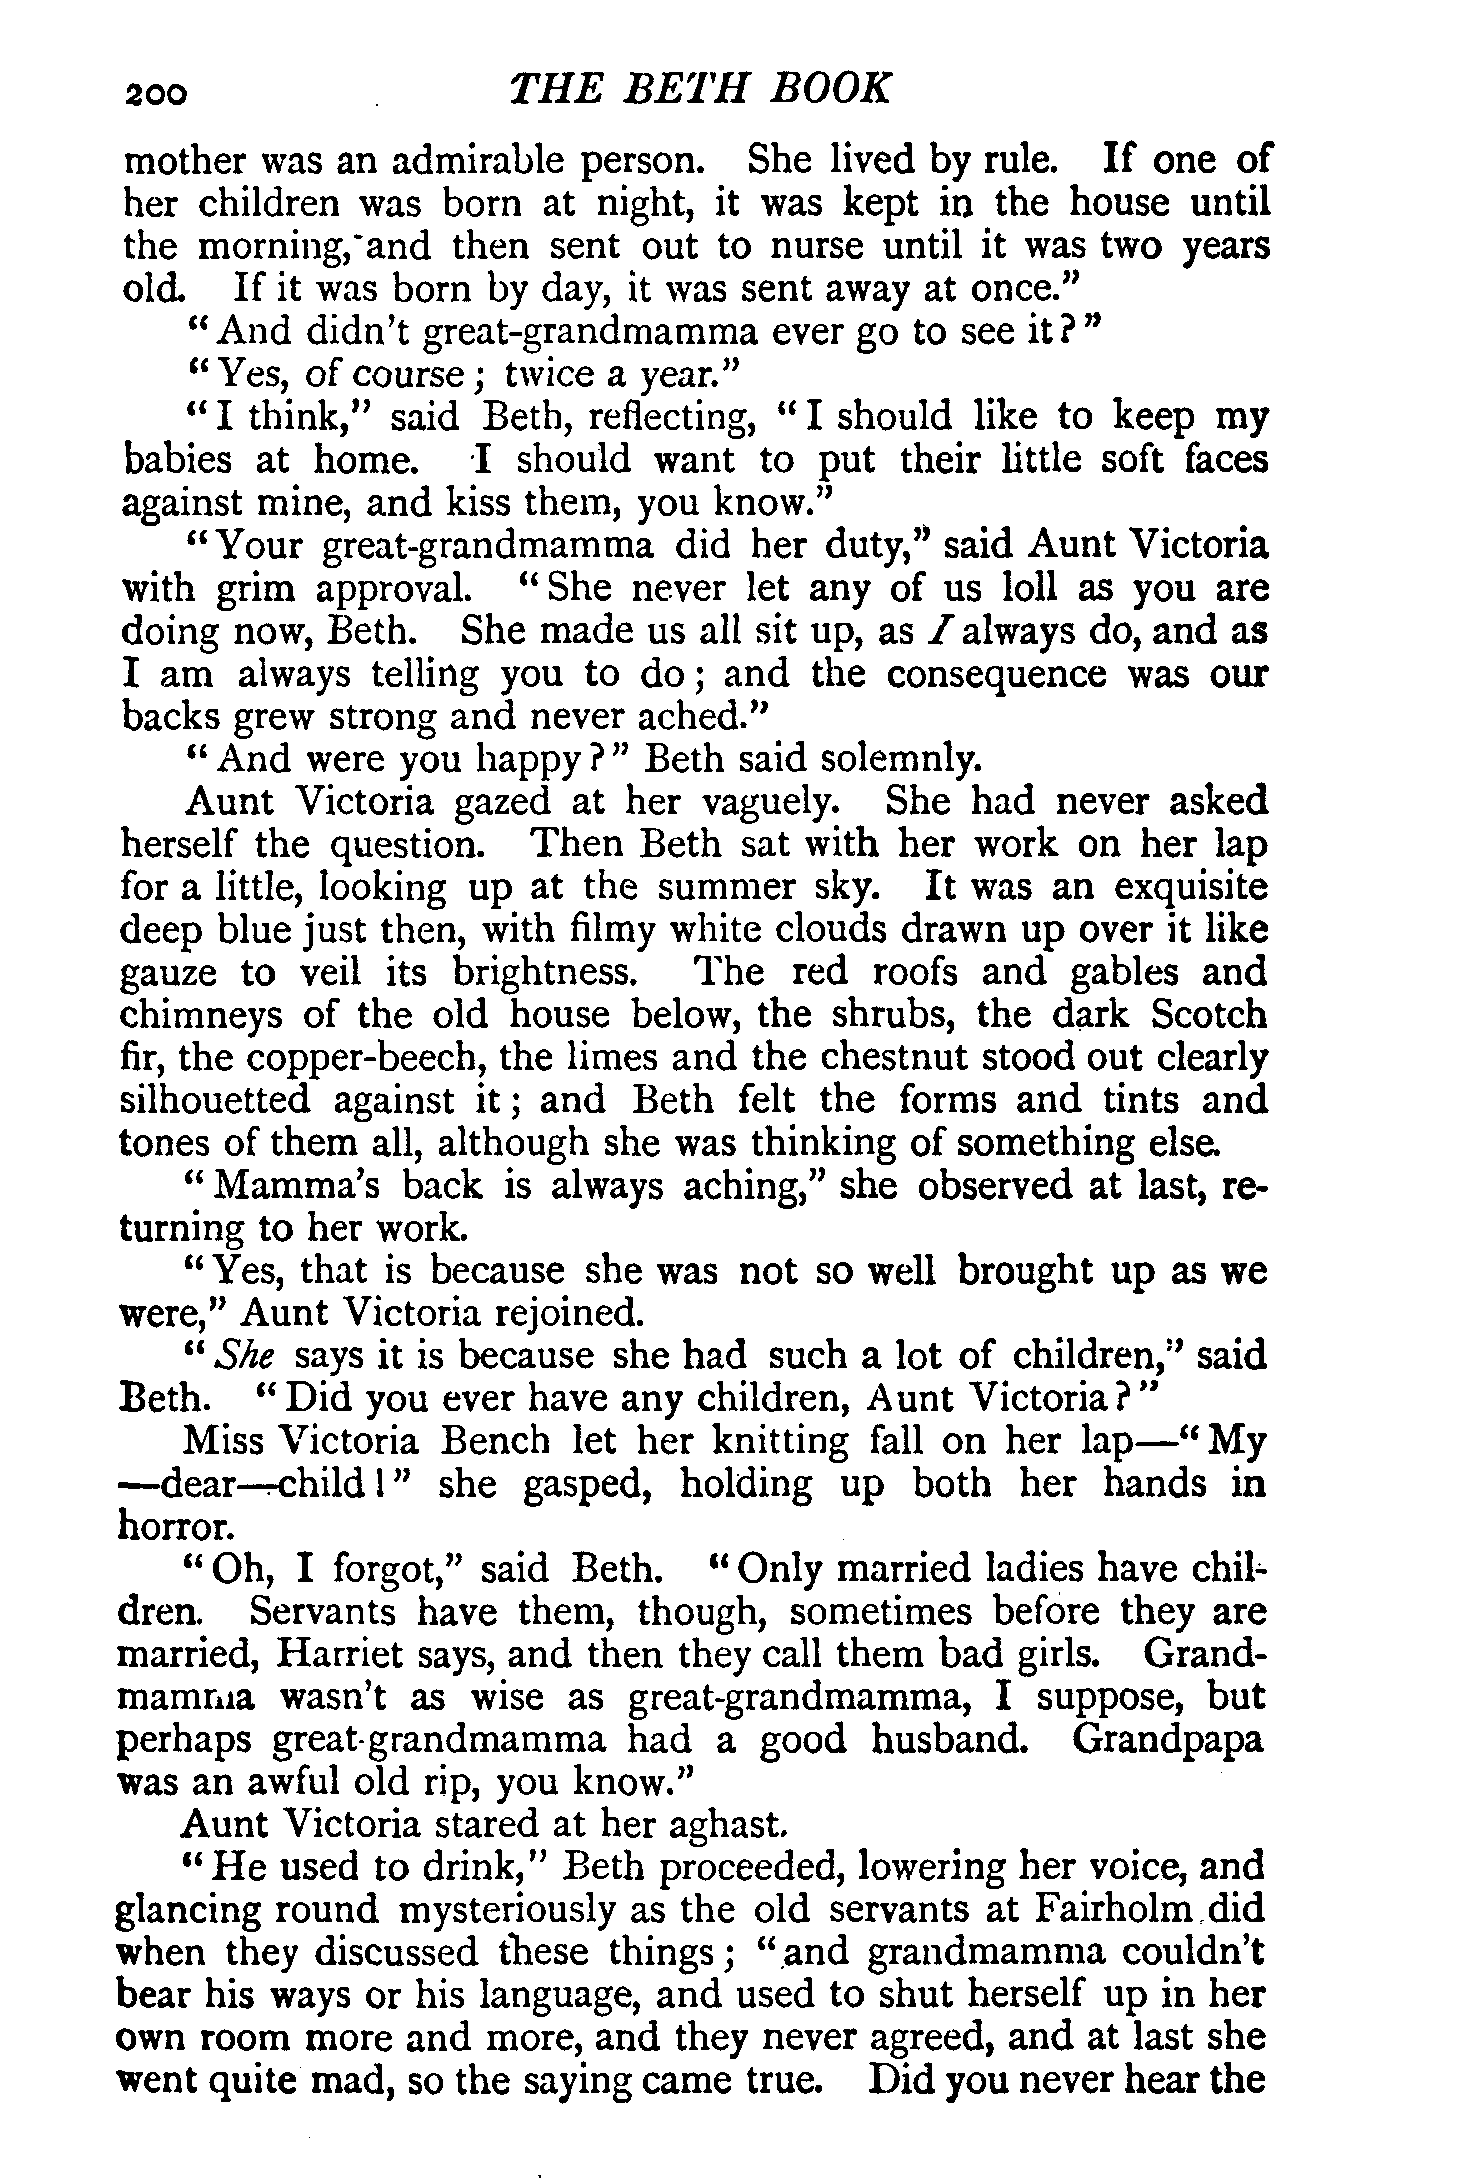 200 THE BETH BOOK
mother was an admirable person. She lived by rule. If one of
her children was born at night, it was kept in the house until
the morning, and then sent out to nurse until it was two years
old. If it was born by day, it was sent away at once."
"And didn't great-grandmamma ever go to see it?"
"Yes, of course; twice a year."
"I think," said Beth, reflecting, "I should like to keep my
babies at home. I should want to put their little soft faces
against mine, and kiss them, you know."
"Your great-grandmamma did her duty," said Aunt Victoria
with grim approval. "She never let any of us loll as you are
doing now, Beth. She made us all sit up, as I always do, and as
I am always telling you to do; and the consequence was our
backs grew strong and never ached."
"And were you happy?" Beth said solemnly.
Aunt Victoria gazed at her vaguely. She had never asked
herself the question. Then Beth sat with her work on her lap
for a little, looking up at the summer sky. It was an exquisite
deep blue just then, with filmy white clouds drawn up over it like
gauze to veil its brightness. The red roofs and gables and
chimneys of the old house below, the shrubs, the dark Scotch
fir, the copper-beech, the limes and the chestnut stood out clearly
silhouetted against it; and Beth felt the forms and tints and
tones of them all, although she was thinking of something else.
"Mamma's back is always aching," she observed at last, re-
turning to her work.
"Yes, that is because she was not so well brought up as we
were," Aunt Victoria rejoined.
"She says it is because she had such a lot of children," said
Beth. "Did you ever have any children, Aunt Victoria?"
Miss Victoria Bench let her knitting fall on her lap—"My
—dear—child!" she gasped, holding up both her hands in
horror.
"Oh, I forgot," said Beth. "Only married ladies have chil-
dren. Servants have them, though, sometimes before they are
married, Harriet says, and then they call them bad girls. Grand-
mamma wasn't as wise as great-grandmamma, I suppose, but
perhaps great-grandmamma had a good husband. Grandpapa
was an awful old rip, you know."
Aunt Victoria stared at her aghast.
"He used to drink," Beth proceeded, lowering her voice, and
glancing round mysteriously as the old servants at Fairholm did
when they discussed these things; "and grandmamma couldn't
bear his ways or his language, and used to shut herself up in her
own room more and more, and they never agreed, and at last she
went quite mad, so the saying came true. Did you never hear the